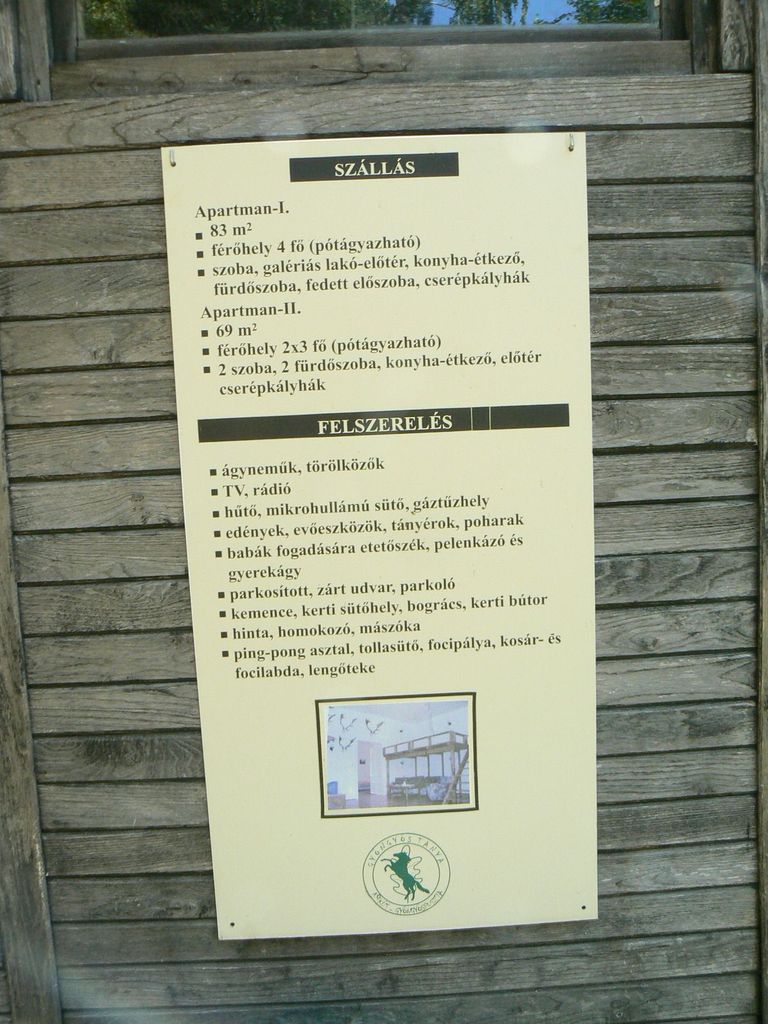 SZÁLLÁS
Apartman-I.
▪ 83 m²
▪ férőhely 4 fő (pótágyazható)
▪ szoba, galériás lakó-előtér, konyha-étkező,
fürdőszoba, fedett előszoba, cserépkályhák
Apartman-II.
▪ 69 m²
▪ férőhely 2x3 fő (pótágyazható)
▪ 2 szoba, 2 fürdőszoba, konyha-étkező, előtér
cserépkályhák
FELSZERELÉS
▪ ágyneműk, törölközők
▪ TV, rádió
▪ hűtő, mikrohullámú sütő, gáztűzhely
▪ edények, evőeszközök, tányérok, poharak
▪ babák fogadására etetőszék, pelenkázó és
gyerekágy
▪ parkosított, zárt udvar, parkoló
▪ kemence, kerti sütőhely, bogrács, kerti bútor
▪ hinta, homokozó, mászóka
▪ ping-pong asztal, tollasütő, focipálya, kosár- és
focilabda, lengőteke
GYÖNGYÖS TANYA